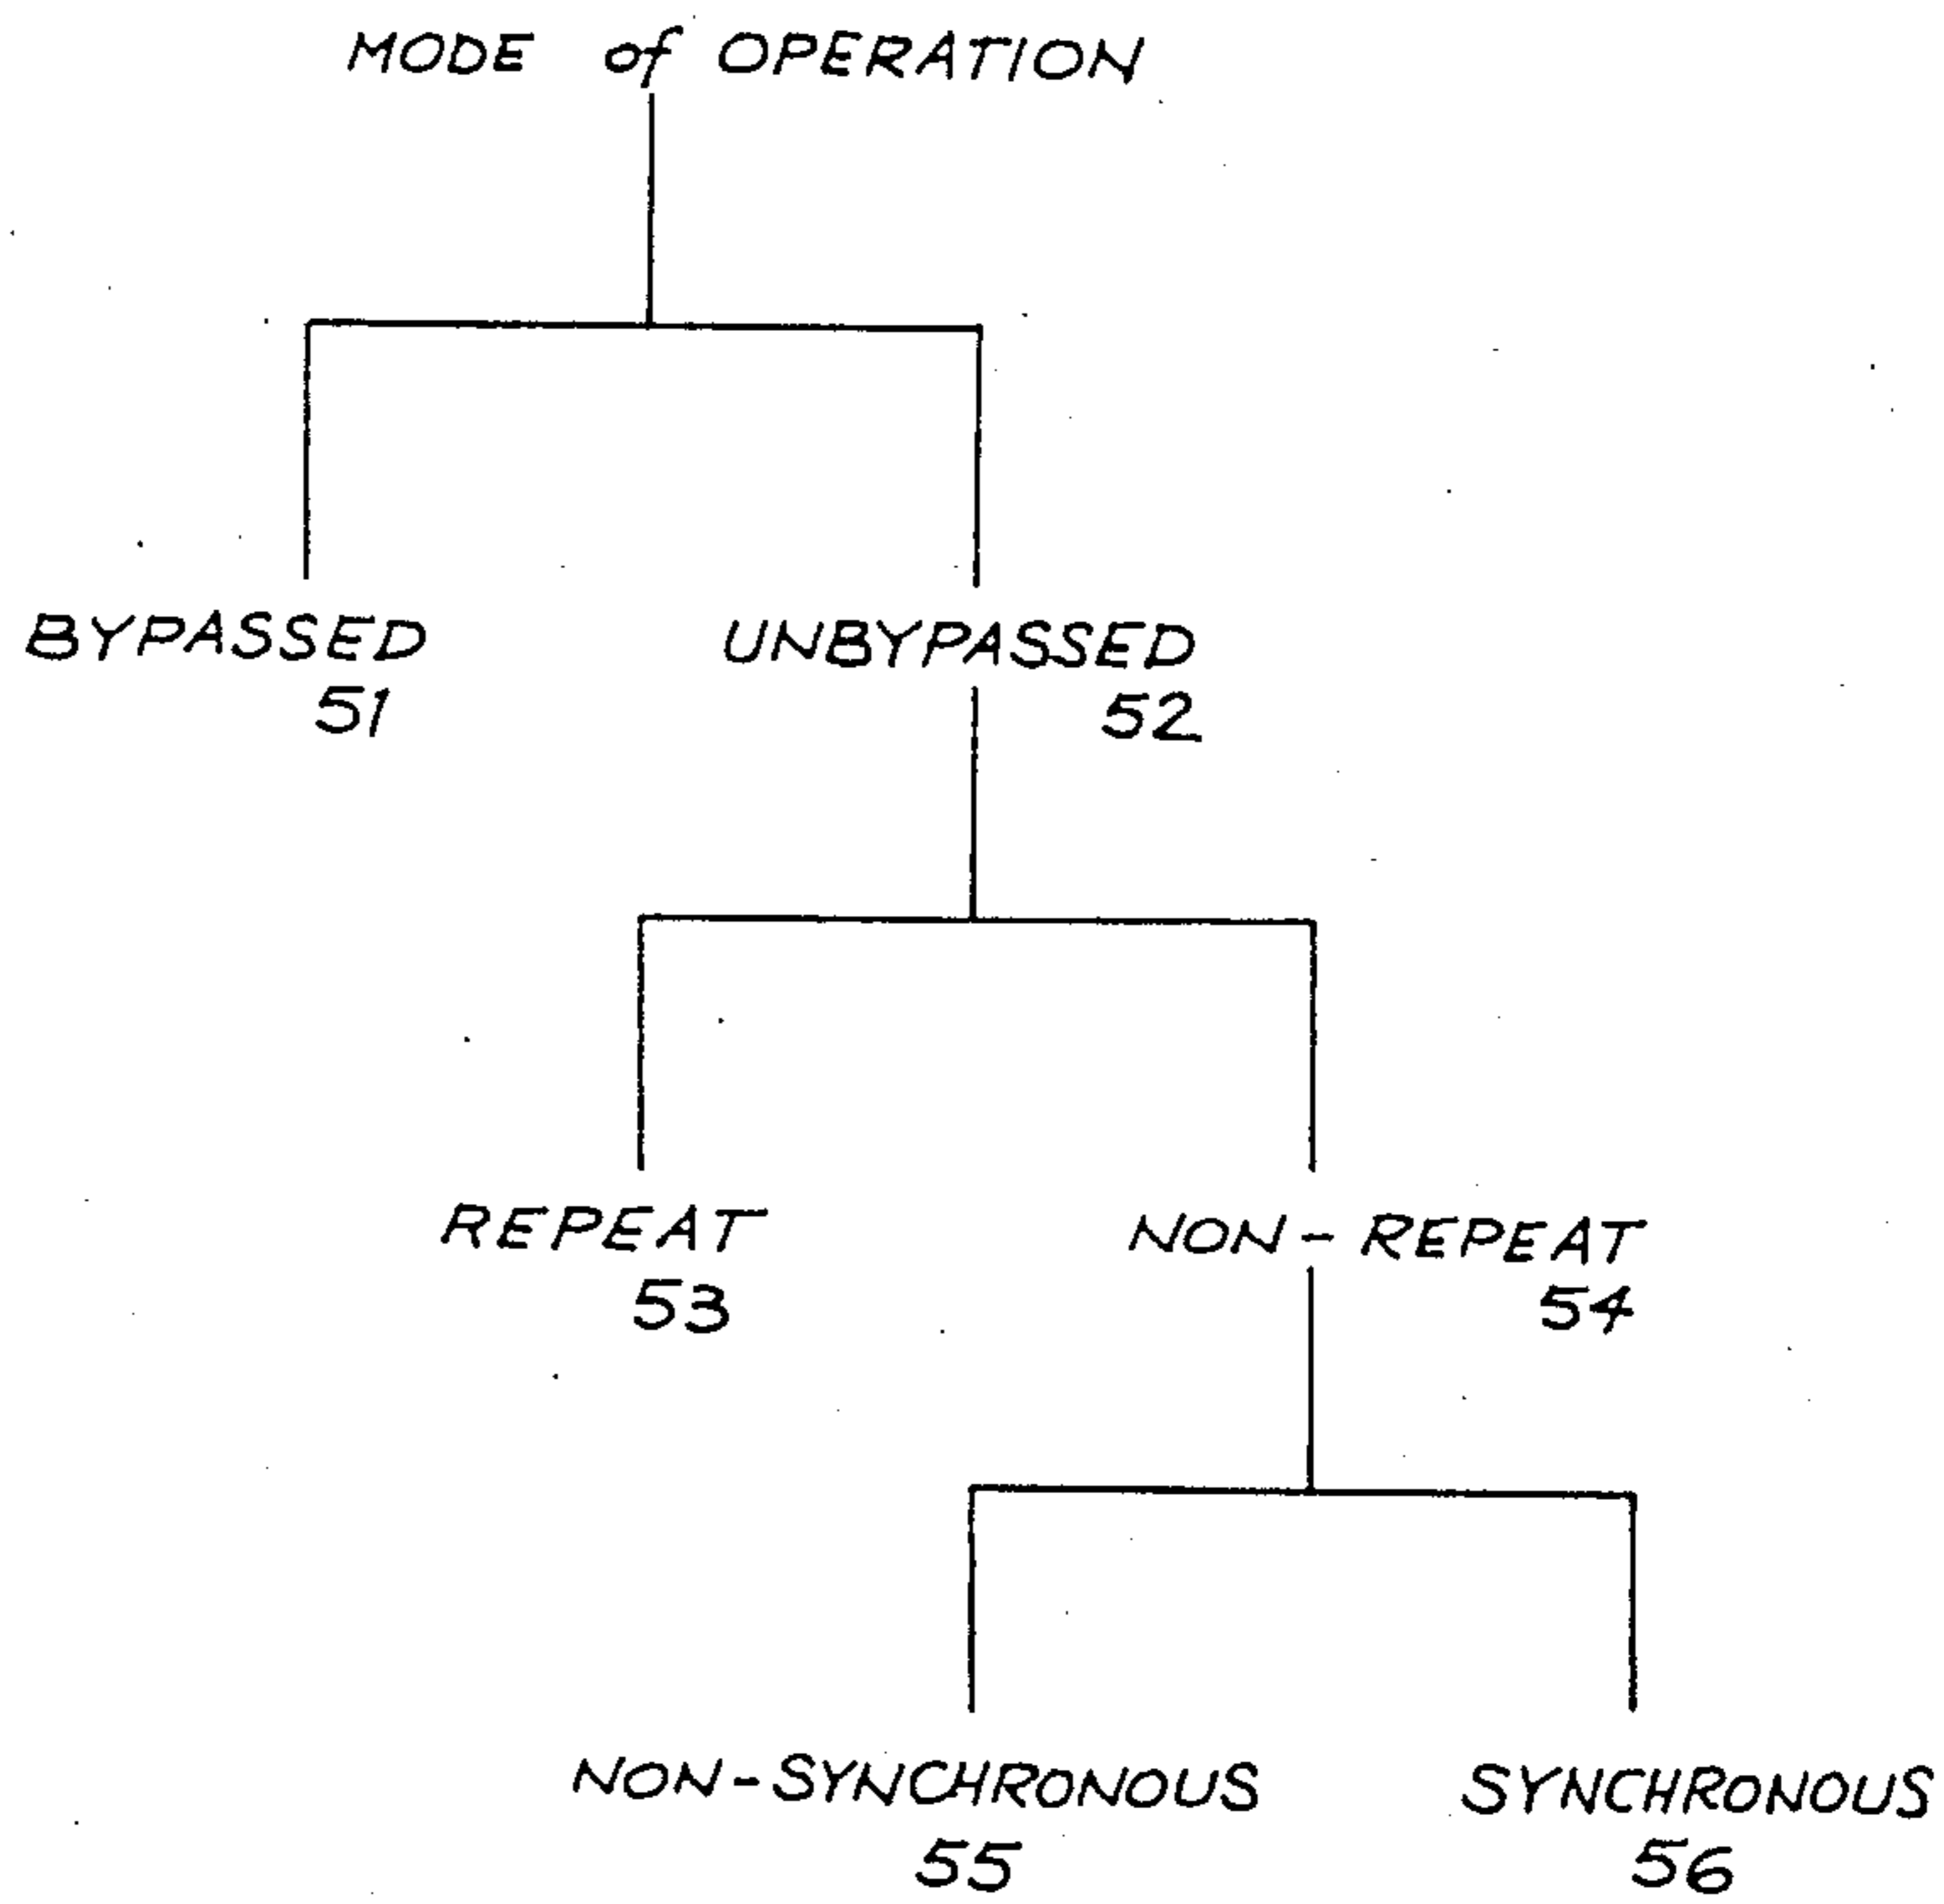 MODE of OPERATION
BYPASSED
51
UNBYPASSED
52
REPEAT
53
NON-REPEAT
54
NON-SYNCHRONOUS
55
SYNCHRONOUS
56